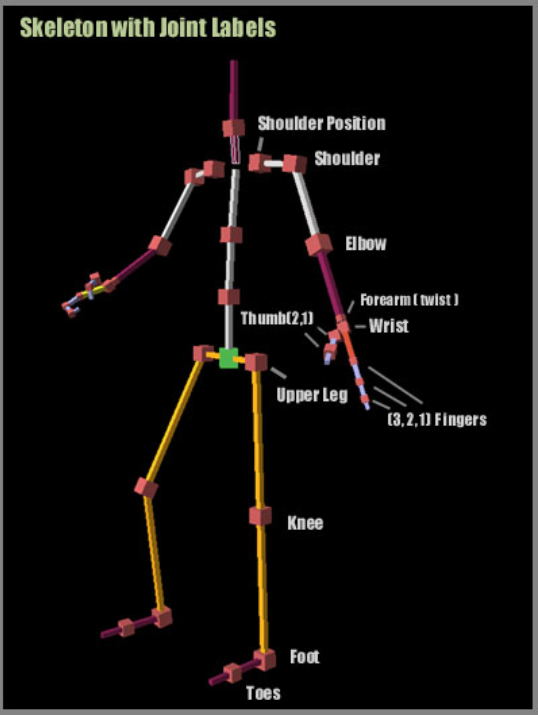 Skeleton with Joint Labels
Shoulder Position
Shoulder
Elbow
Forearm ( twist )
Thumb(2,1)
Wrist
Upper Leg
(3, 2, 1) Fingers
Knee
Foot
Toes